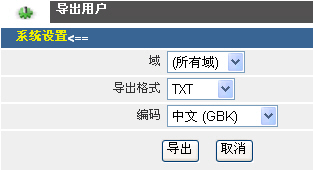 导出用户
系统设置<==
域 (所有域)
导出格式 TXT
编码 中文 (GBK)
导出 取消